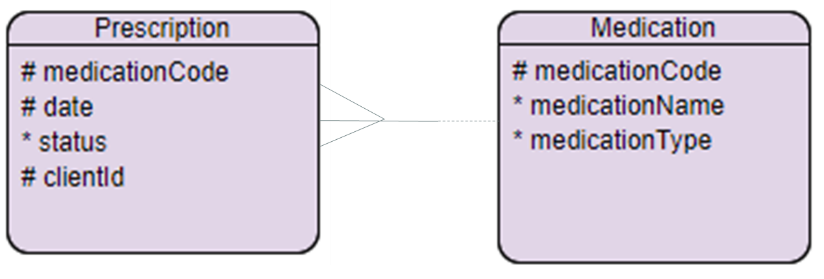 Prescription
# medicationCode
# date
* status
# clientId
Medication
# medicationCode
* medicationName
* medicationType